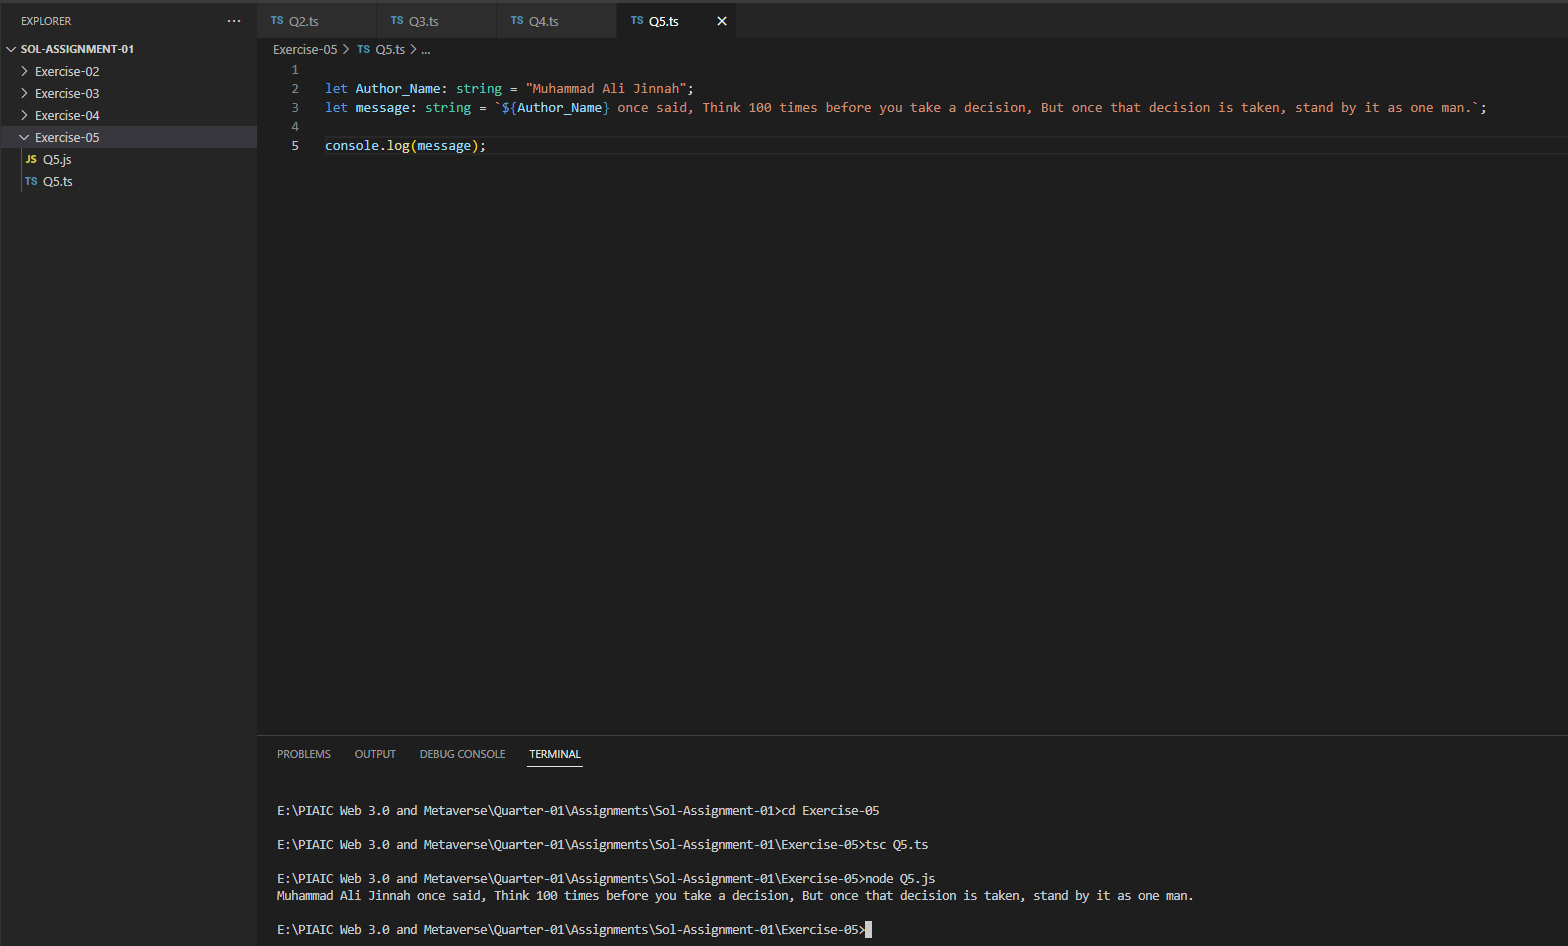 EXPLORER ...
SOL-ASSIGNMENT-01
Exercise-02
Exercise-03
Exercise-04
Exercise-05
JS Q5.js
TS Q5.ts
TS Q2.ts TS Q3.ts TS Q4.ts TS Q5.ts ×
Exercise-05 > TS Q5.ts > ...
1
2 let Author_Name: string = "Muhammad Ali Jinnah";
3 let message: string = `${Author_Name} once said, Think 100 times before you take a decision, But once that decision is taken, stand by it as one man.`;
4
5 console.log(message);
PROBLEMS OUTPUT DEBUG CONSOLE TERMINAL
E:\PIAIC Web 3.0 and Metaverse\Quarter-01\Assignments\Sol-Assignment-01>cd Exercise-05
E:\PIAIC Web 3.0 and Metaverse\Quarter-01\Assignments\Sol-Assignment-01\Exercise-05>tsc Q5.ts
E:\PIAIC Web 3.0 and Metaverse\Quarter-01\Assignments\Sol-Assignment-01\Exercise-05>node Q5.js
Muhammad Ali Jinnah once said, Think 100 times before you take a decision, But once that decision is taken, stand by it as one man.
E:\PIAIC Web 3.0 and Metaverse\Quarter-01\Assignments\Sol-Assignment-01\Exercise-05>